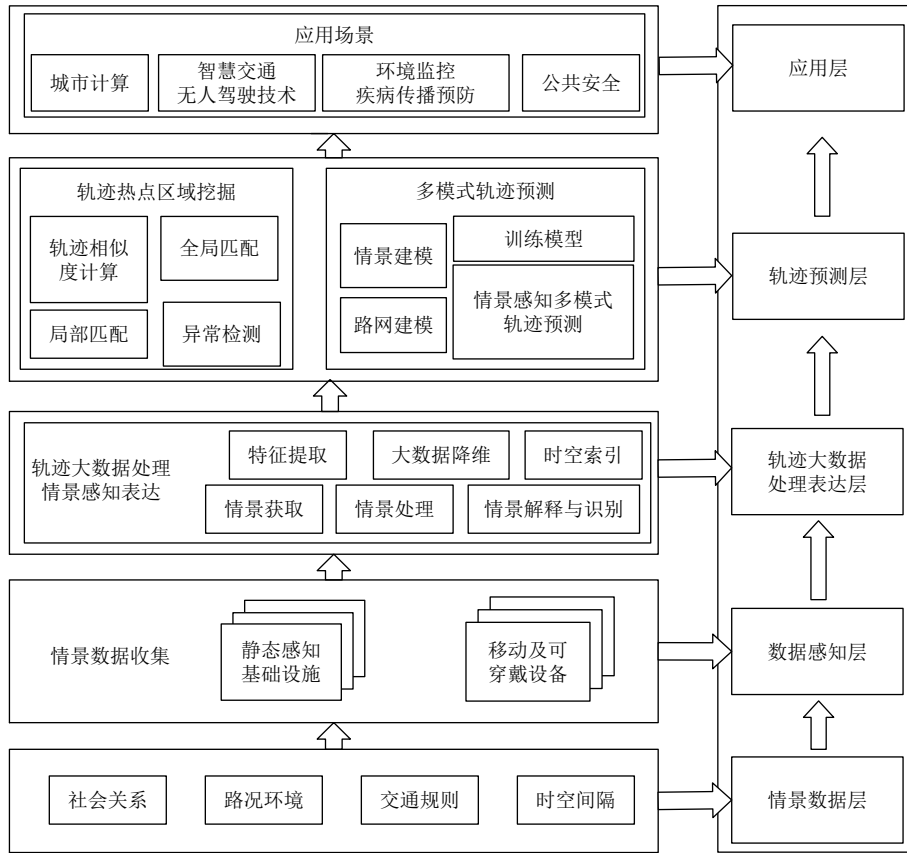 应用场景
城市计算
智慧交通
无人驾驶技术
环境监控
疾病传播预防
公共安全
应用层
轨迹热点区域挖掘
轨迹相似
度计算
全局匹配
局部匹配
异常检测
多模式轨迹预测
情景建模
训练模型
路网建模
情景感知多模式
轨迹预测
轨迹预测层
轨迹大数据处理
情景感知表达
特征提取
大数据降维
时空索引
情景获取
情景处理
情景解释与识别
轨迹大数据
处理表达层
情景数据收集
静态感知
基础设施
移动及可
穿戴设备
数据感知层
社会关系
路况环境
交通规则
时空间隔
情景数据层